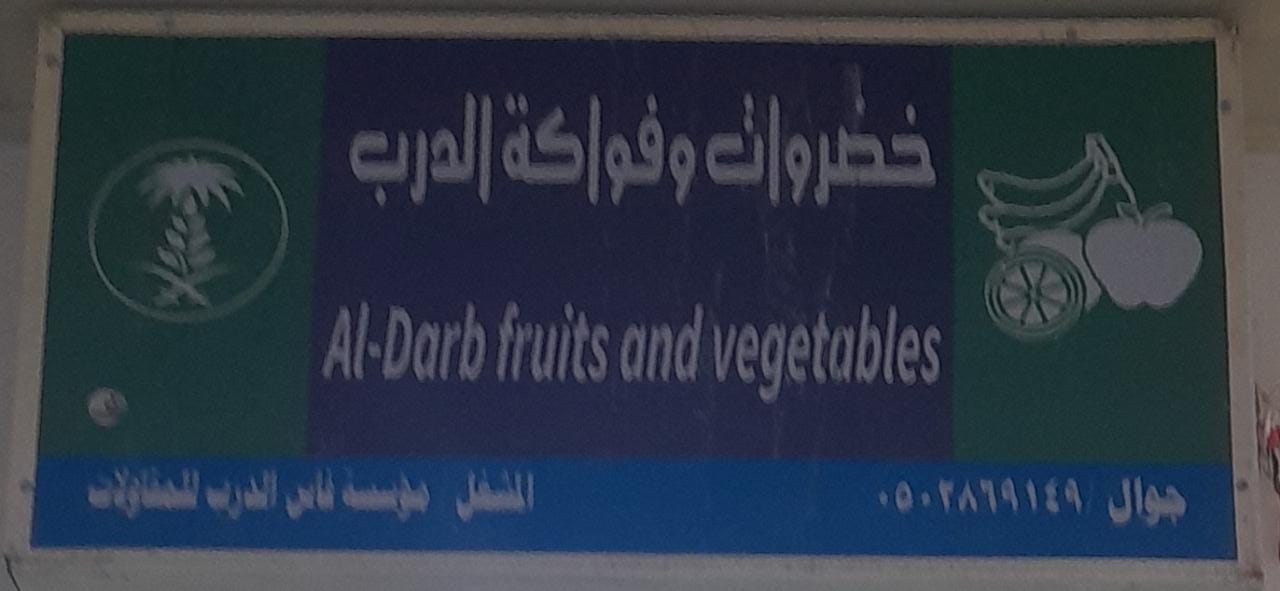 خضروات وفواكة الدرب
Al-Darb fruits and vegetables
جوال ٠٥٠٢٨٦٩١٤٩ المشغل مؤسسة فاس الدرب للمقاولات